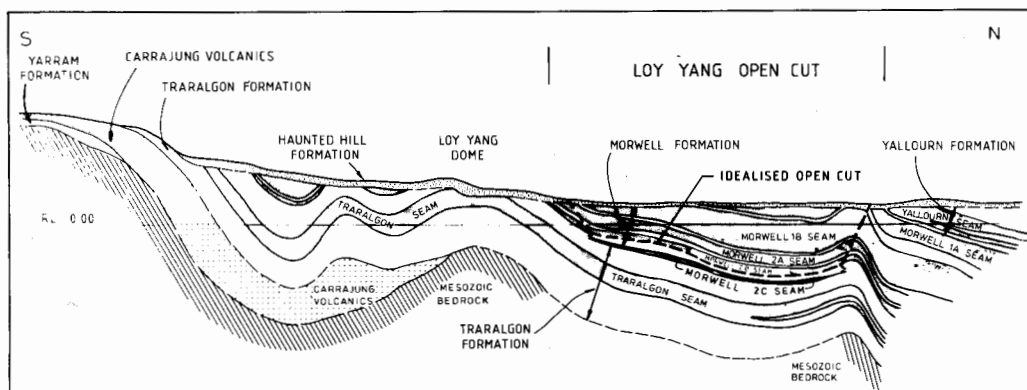 S
N
CARRAJUNG VOLCANICS
YARRAM
FORMATION
TRARALGON FORMATION
LOY YANG OPEN CUT
HAUNTED HILL
FORMATION
LOY YANG
DOME
MORWELL FORMATION
YALLOURN FORMATION
IDEALISED OPEN CUT
TRARALGON SEAM
RL 0.00
YALLOURN SEAM
MORWELL 1B SEAM
MORWELL 1A SEAM
MORWELL 2A SEAM
MORWELL 2C SEAM
TRARALGON SEAM
CARRAJUNG
VOLCANICS
MESOZOIC
BEDROCK
TRARALGON
FORMATION
MESOZOIC
BEDROCK